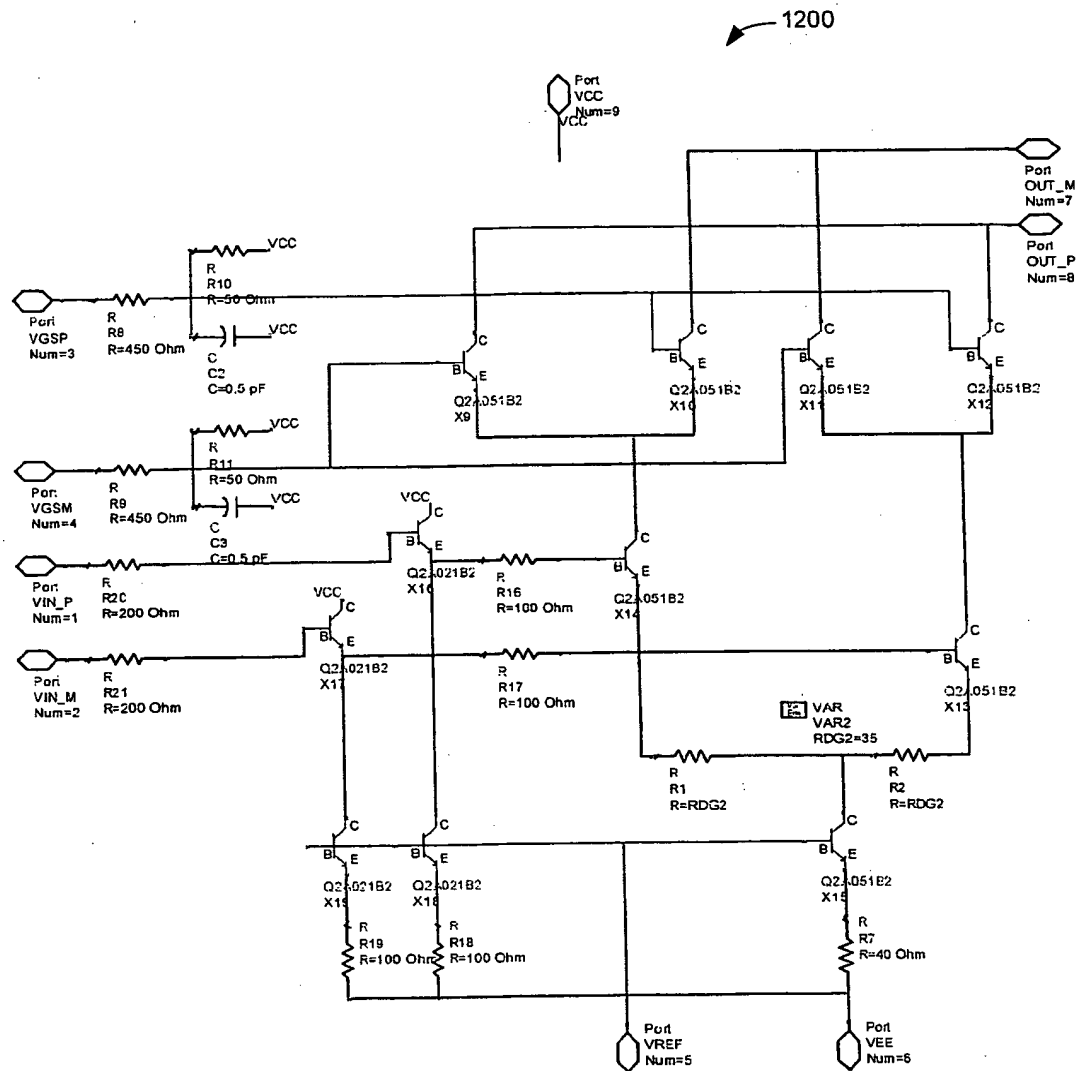 1200
Port
VCC
Num=9
VCC
Port
OUT_M
Num=7
Port
OUT_P
Num=8
VCC
R
R10
R=50 Ohm
Port
VGSP
Num=3
R
R8
R=450 Ohm
VCC
C
C2
C=0.5 pF
B
C
E
X9
B
C
E
X10
B
C
E
X11
B
C
E
X12
VCC
R
R11
R=50 Ohm
Port
VGSM
Num=4
R
R9
R=450 Ohm
VCC
C
C3
C=0.5 pF
VCC
C
B
E
X16
R
R16
R=100 Ohm
C
B
E
X14
Port
VIN_P
Num=1
R
R20
R=200 Ohm
VCC
C
B
E
X17
R
R17
R=100 Ohm
C
B
E
X13
Port
VIN_M
Num=2
R
R21
R=200 Ohm
VAR
VAR2
RDG2=35
R
R1
R=RDG2
R
R2
R=RDG2
C
B
E
C
B
E
C
B
E
X15
R
R19
R=100 Ohm
R
R18
R=100 Ohm
R
R7
R=40 Ohm
Port
VREF
Num=5
Port
VEE
Num=6